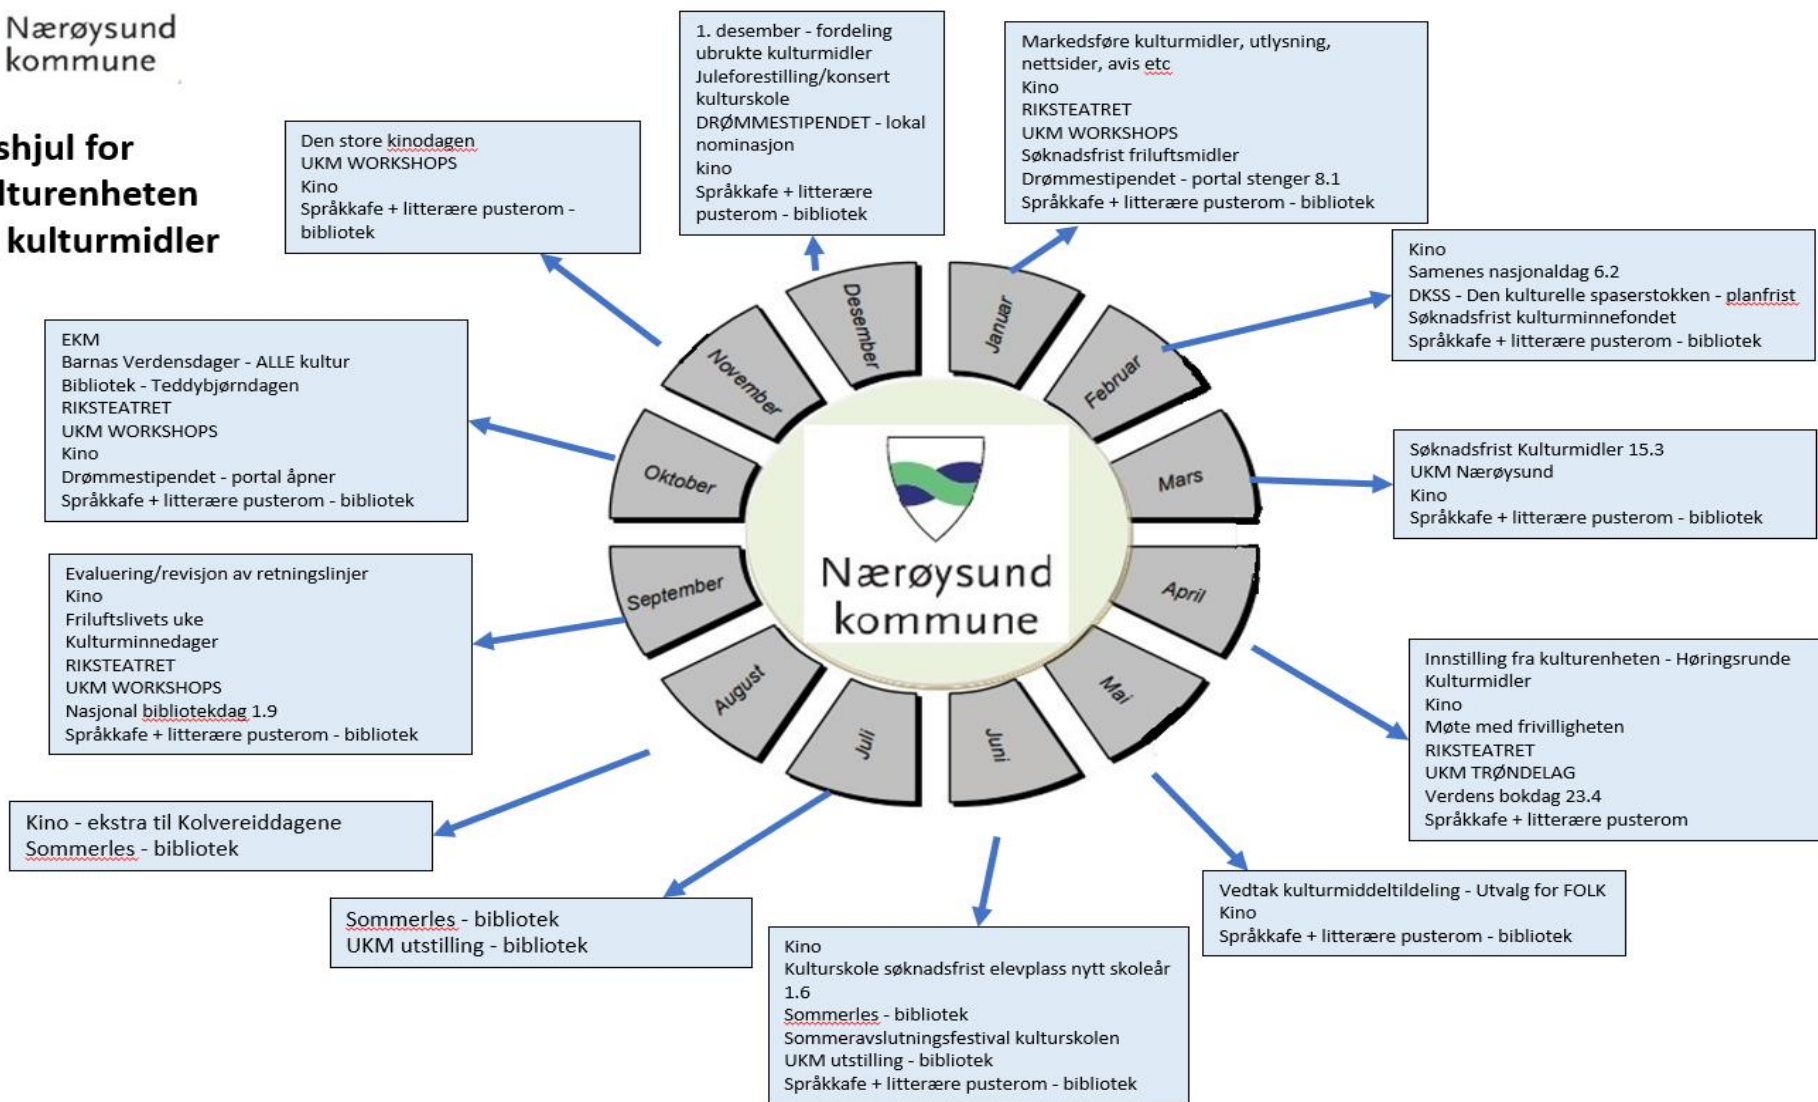 Nærøysund
kommune
shjul for
lturenheten
kulturmidler
1. desember - fordeling
ubrukte kulturmidler
Juleforestilling/konsert
kulturskole
DRØMMESTIPENDET - lokal
nominasjon
kino
Språkkafe + litterære
pusterom - bibliotek
Markedsføre kulturmidler, utlysning,
nettsider, avis etc
Kino
RIKSTEATRET
UKM WORKSHOPS
Søknadsfrist friluftsmidler
Drømmestipendet - portal stenger 8.1
Språkkafe + litterære pusterom - bibliotek
Den store kinodagen
UKM WORKSHOPS
Kino
Språkkafe + litterære pusterom -
bibliotek
Kino
Samenes nasjonaldag 6.2
DKSS - Den kulturelle spaserstokken - planfrist
Søknadsfrist kulturminnefondet
Språkkafe + litterære pusterom - bibliotek
EKM
Barnas Verdensdager - ALLE kultur
Bibliotek - Teddybjørndagen
RIKSTEATRET
UKM WORKSHOPS
Kino
Drømmestipendet - portal åpner
Språkkafe + litterære pusterom - bibliotek
Søknadsfrist Kulturmidler 15.3
UKM Nærøysund
Kino
Språkkafe + litterære pusterom - bibliotek
Evaluering/revisjon av retningslinjer
Kino
Friluftslivets uke
Kulturminnedager
RIKSTEATRET
UKM WORKSHOPS
Nasjonal bibliotekdag 1.9
Språkkafe + litterære pusterom - bibliotek
Innstilling fra kulturenheten - Høringsrunde
Kulturmidler
Kino
Møte med frivilligheten
RIKSTEATRET
UKM TRØNDELAG
Verdens bokdag 23.4
Språkkafe + litterære pusterom
Kino - ekstra til Kolvereiddagene
Sommerles - bibliotek
Sommerles - bibliotek
UKM utstilling - bibliotek
Kino
Kulturskole søknadsfrist elevplass nytt skoleår
1.6
Sommerles - bibliotek
Sommeravslutningsfestival kulturskolen
UKM utstilling - bibliotek
Språkkafe + litterære pusterom - bibliotek
Vedtak kulturmiddeltildeling - Utvalg for FOLK
Kino
Språkkafe + litterære pusterom - bibliotek
Januar
Februar
Mars
April
Mai
Juni
Juli
August
September
Oktober
November
Desember
Nærøysund
kommune